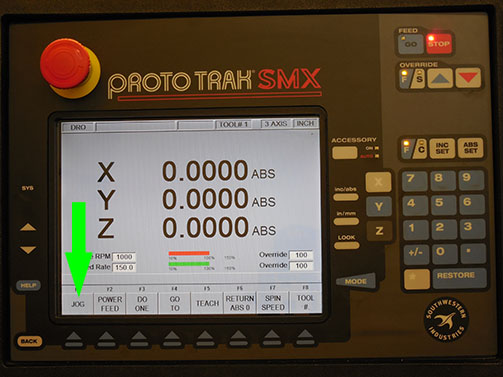 PROTO TRAK SMX
FEED
GO
STOP
OVERRIDE
F/S
DRO
TOOL# 1
3 AXIS
INCH
X 0.0000 ABS
Y 0.0000 ABS
Z 0.0000 ABS
RPM 1000
Override 100
Rate 150.0
Override 100
F2 F3 F4 F5 F6 F7 F8
JOG
POWER FEED
DO ONE
GO TO
TEACH
RETURN ABS 0
SPIN SPEED
TOOL #
SYS
HELP
BACK
ACCESSORY
ON
AUTO
inc/abs
in/mm
LOOK
MODE
F/C
INC SET
ABS SET
X
Y
Z
7 8 9
4 5 6
1 2 3
+/- 0 •
RESTORE
SOUTHWESTERN INDUSTRIES